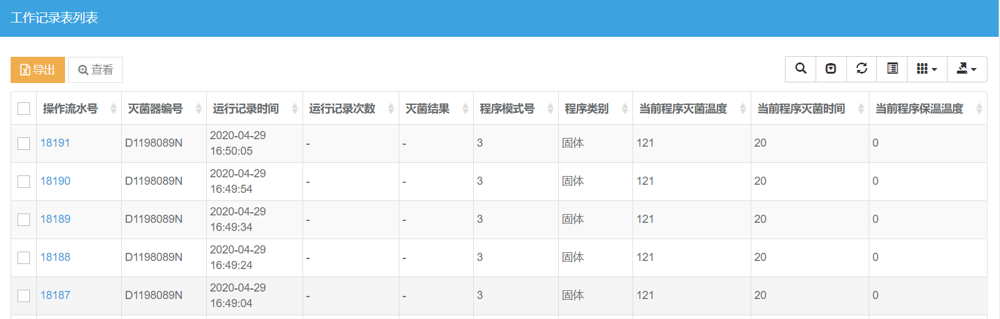 工作记录表列表
导出 查看
操作流水号 灭菌器编号 运行记录时间 运行记录次数 灭菌结果 程序模式号 程序类别 当前程序灭菌温度 当前程序灭菌时间 当前程序保温温度
18191 D1198089N 2020-04-29 16:50:05 - - 3 固体 121 20 0
18190 D1198089N 2020-04-29 16:49:54 - - 3 固体 121 20 0
18189 D1198089N 2020-04-29 16:49:34 - - 3 固体 121 20 0
18188 D1198089N 2020-04-29 16:49:24 - - 3 固体 121 20 0
18187 D1198089N 2020-04-29 16:49:04 - - 3 固体 121 20 0